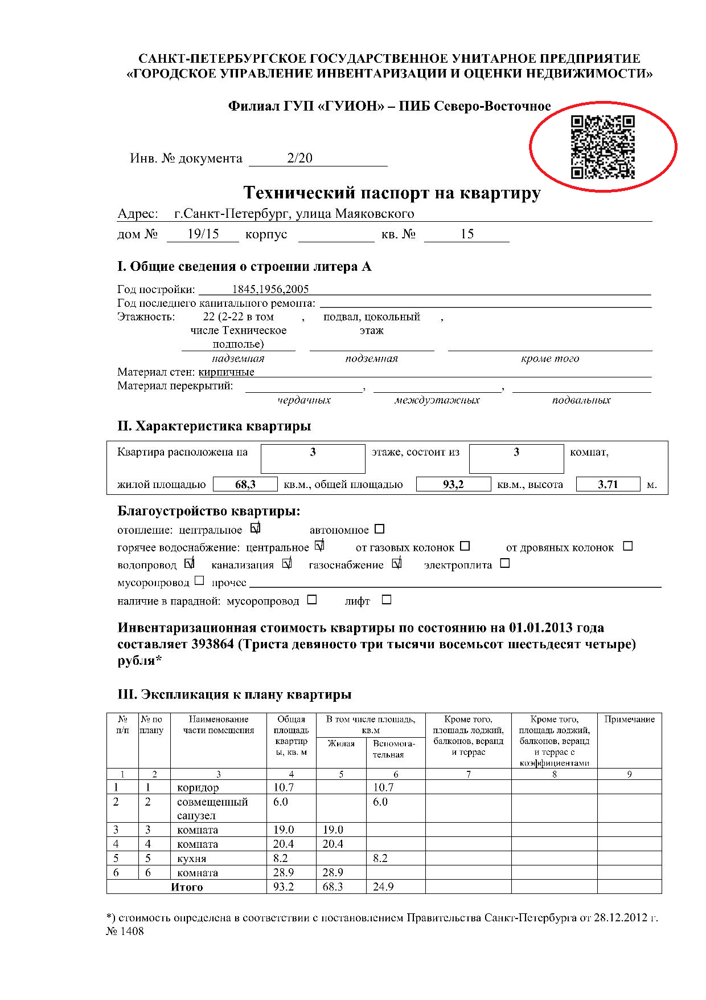 САНКТ-ПЕТЕРБУРГСКОЕ ГОСУДАРСТВЕННОЕ УНИТАРНОЕ ПРЕДПРИЯТИЕ
«ГОРОДСКОЕ УПРАВЛЕНИЕ ИНВЕНТАРИЗАЦИИ И ОЦЕНКИ НЕДВИЖИМОСТИ»
Филиал ГУП «ГУИОН» – ПИБ Северо-Восточное
Инв. № документа 2/20
Технический паспорт на квартиру
Адрес: г.Санкт-Петербург, улица Маяковского
дом № 19/15 корпус кв. № 15
I. Общие сведения о строении литера А
Год постройки: 1845,1956,2005
Год последнего капитального ремонта:
Этажность: 22 (2-22 в том , подвал, цокольный ,
числе Техническое этаж
подполье)
надземная подземная кроме того
Материал стен: кирпичные
Материал перекрытий: , ,
чердачных междуэтажных подвальных
II. Характеристика квартиры
Квартира расположена на 3 этаже, состоит из 3 комнат,
жилой площадью 68,3 кв.м., общей площадью 93,2 кв.м., высота 3.71 м.
Благоустройство квартиры:
отопление: центральное √ автономное
горячее водоснабжение: центральное √ от газовых колонок от дровяных колонок
водопровод √ канализация √ газоснабжение √ электроплита
мусоропровод прочее
наличие в парадной: мусоропровод лифт
Инвентаризационная стоимость квартиры по состоянию на 01.01.2013 года
составляет 393864 (Триста девяносто три тысячи восемьсот шестьдесят четыре)
рубля*
III. Экспликация к плану квартиры
№ № по Наименование Общая В том числе площадь, Кроме того, Кроме того, Примечание
п/п плану части помещения площадь кв.м площадь лоджий, площадь лоджий,
квартир Жилая Вспомога- балконов, веранд балконов, веранд
ы, кв. м тельная и террас и террас с
коэффициентами
1 2 3 4 5 6 7 8 9
1 1 коридор 10.7 10.7
2 2 совмещенный 6.0 6.0
санузел
3 3 комната 19.0 19.0
4 4 комната 20.4 20.4
5 5 кухня 8.2 8.2
6 6 комната 28.9 28.9
Итого 93.2 68.3 24.9
*) стоимость определена в соответствии с постановлением Правительства Санкт-Петербурга от 28.12.2012 г.
№ 1408